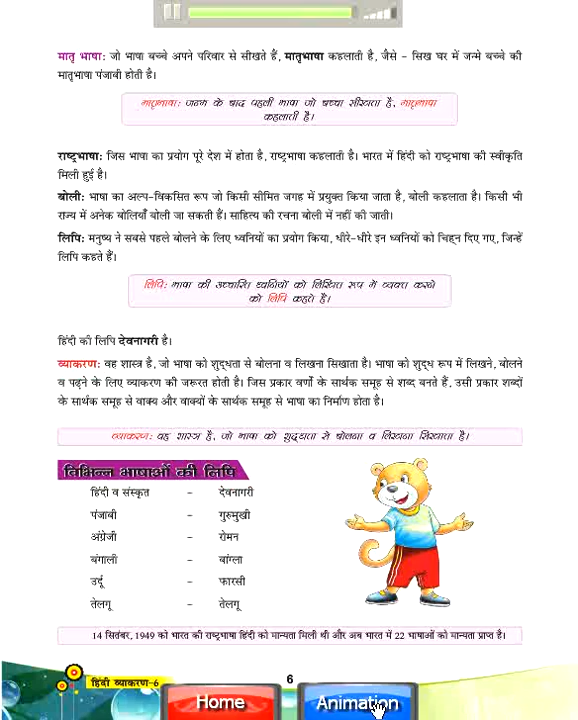 मातृ भाषा: जो भाषा बच्चे अपने परिवार से सीखते हैं, मातृभाषा कहलाती है, जैसे – सिख घर में जन्मे बच्चे की
मातृभाषा पंजाबी होती है।
मातृभाषा: जन्म के बाद पहली भाषा जो बच्चा सीखता है, मातृभाषा
कहलाती है।
राष्ट्रभाषा: जिस भाषा का प्रयोग पूरे देश में होता है, राष्ट्रभाषा कहलाती है। भारत में हिंदी को राष्ट्रभाषा की स्वीकृति
मिली हुई है।
बोली: भाषा का अल्प-विकसित रूप जो किसी सीमित जगह में प्रयुक्त किया जाता है, बोली कहलाता है। किसी भी
राज्य में अनेक बोलियाँ बोली जा सकती हैं। साहित्य की रचना बोली में नहीं की जाती।
लिपि: मनुष्य ने सबसे पहले बोलने के लिए ध्वनियों का प्रयोग किया, धीरे-धीरे इन ध्वनियों को चिह्न दिए गए, जिन्हें
लिपि कहते हैं।
लिपि: भाषा की उच्चारित ध्वनियों को लिखित रूप में व्यक्त करने
को लिपि कहते हैं।
हिंदी की लिपि देवनागरी है।
व्याकरण: वह शास्त्र है, जो भाषा को शुद्धता से बोलना व लिखना सिखाता है। भाषा को शुद्ध रूप में लिखने, बोलने
व पढ़ने के लिए व्याकरण की जरूरत होती है। जिस प्रकार वर्णों के सार्थक समूह से शब्द बनते हैं, उसी प्रकार शब्दों
के सार्थक समूह से वाक्य और वाक्यों के सार्थक समूह से भाषा का निर्माण होता है।
व्याकरण: वह शास्त्र है, जो भाषा को शुद्धता से बोलना व लिखना सिखाता है।
विभिन्न भाषाओं की लिपि
हिंदी व संस्कृत – देवनागरी
पंजाबी – गुरुमुखी
अंग्रेजी – रोमन
बंगाली – बांग्ला
उर्दू – फारसी
तेलगू – तेलगू
14 सितंबर, 1949 को भारत की राष्ट्रभाषा हिंदी को मान्यता मिली थी और अब भारत में 22 भाषाओं को मान्यता प्राप्त है।
हिंदी व्याकरण-6
6
Home
Animation